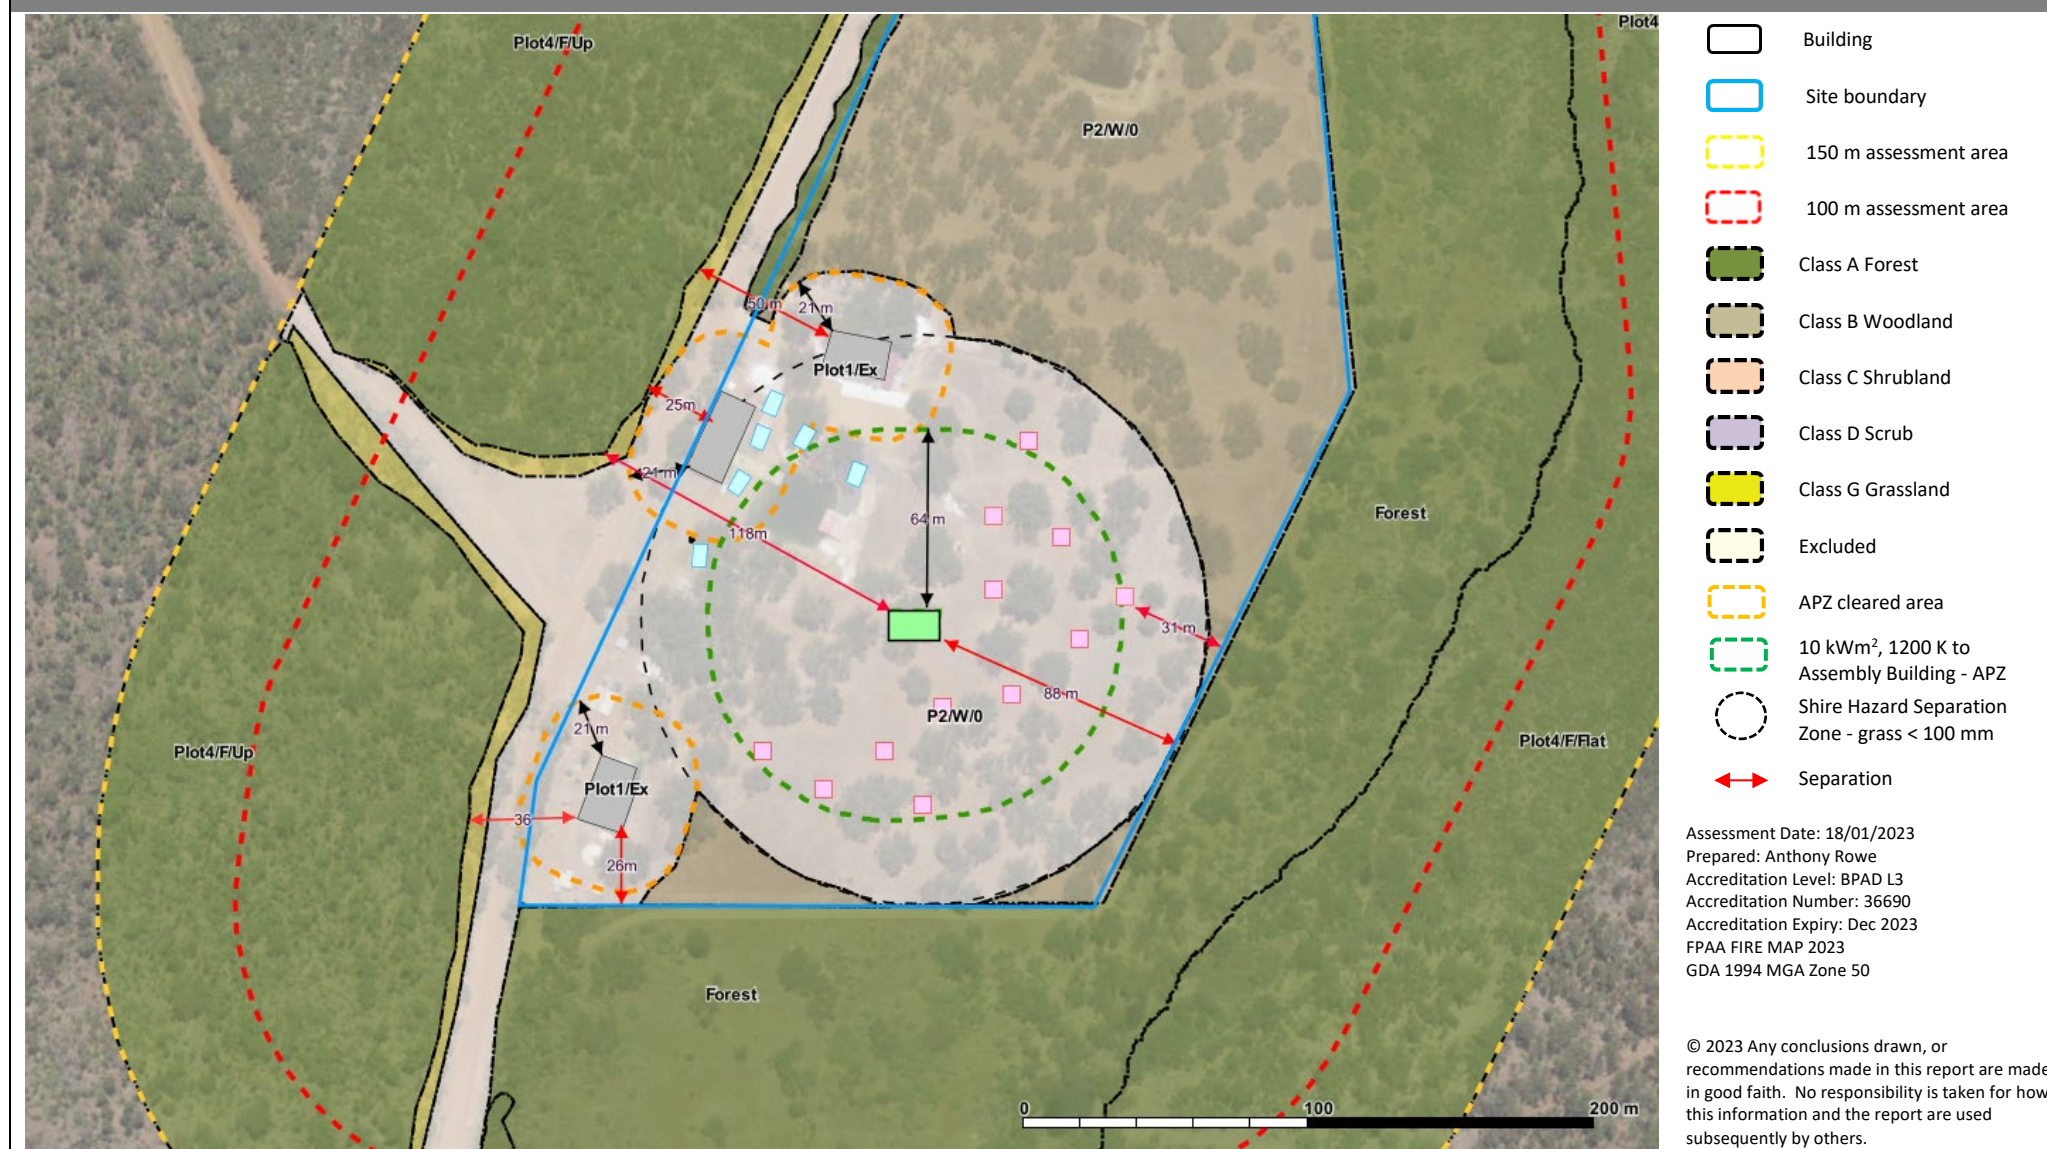 Plot4/F/Up
Plot4
P2/W/0
50 m
21 m
Plot1/Ex
25m
21 m
118m
64 m
Forest
31 m
88 m
P2/W/0
21 m
Plot4/F/Up
Plot4/F/Flat
Plot1/Ex
36
26m
Forest
0 100 200 m
Building
Site boundary
150 m assessment area
100 m assessment area
Class A Forest
Class B Woodland
Class C Shrubland
Class D Scrub
Class G Grassland
Excluded
APZ cleared area
10 kWm², 1200 K to
Assembly Building - APZ
Shire Hazard Separation
Zone - grass < 100 mm
Separation
Assessment Date: 18/01/2023
Prepared: Anthony Rowe
Accreditation Level: BPAD L3
Accreditation Number: 36690
Accreditation Expiry: Dec 2023
FPAA FIRE MAP 2023
GDA 1994 MGA Zone 50
© 2023 Any conclusions drawn, or
recommendations made in this report are made
in good faith. No responsibility is taken for how
this information and the report are used
subsequently by others.